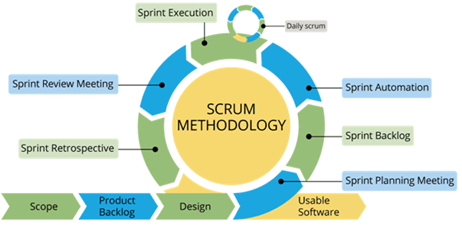 Sprint Execution
Daily scrum
Sprint Review Meeting
Sprint Automation
SCRUM
METHODOLOGY
Sprint Backlog
Sprint Retrospective
Sprint Planning Meeting
Scope
Product
Backlog
Design
Usable
Software